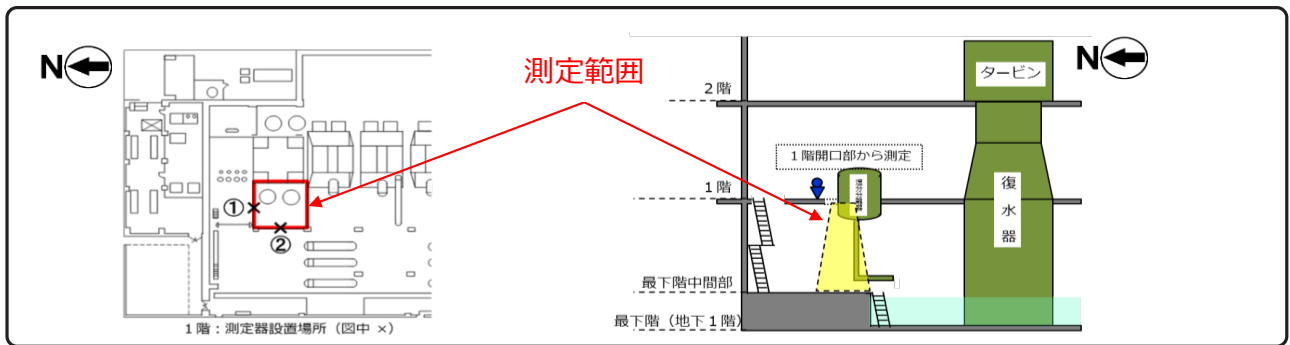 N
測定範囲
①
②
1階：測定器設置場所（図中 ×）
N
タービン
2階
1階開口部から測定
1階
復水器
最下階中間部
最下階（地下1階）